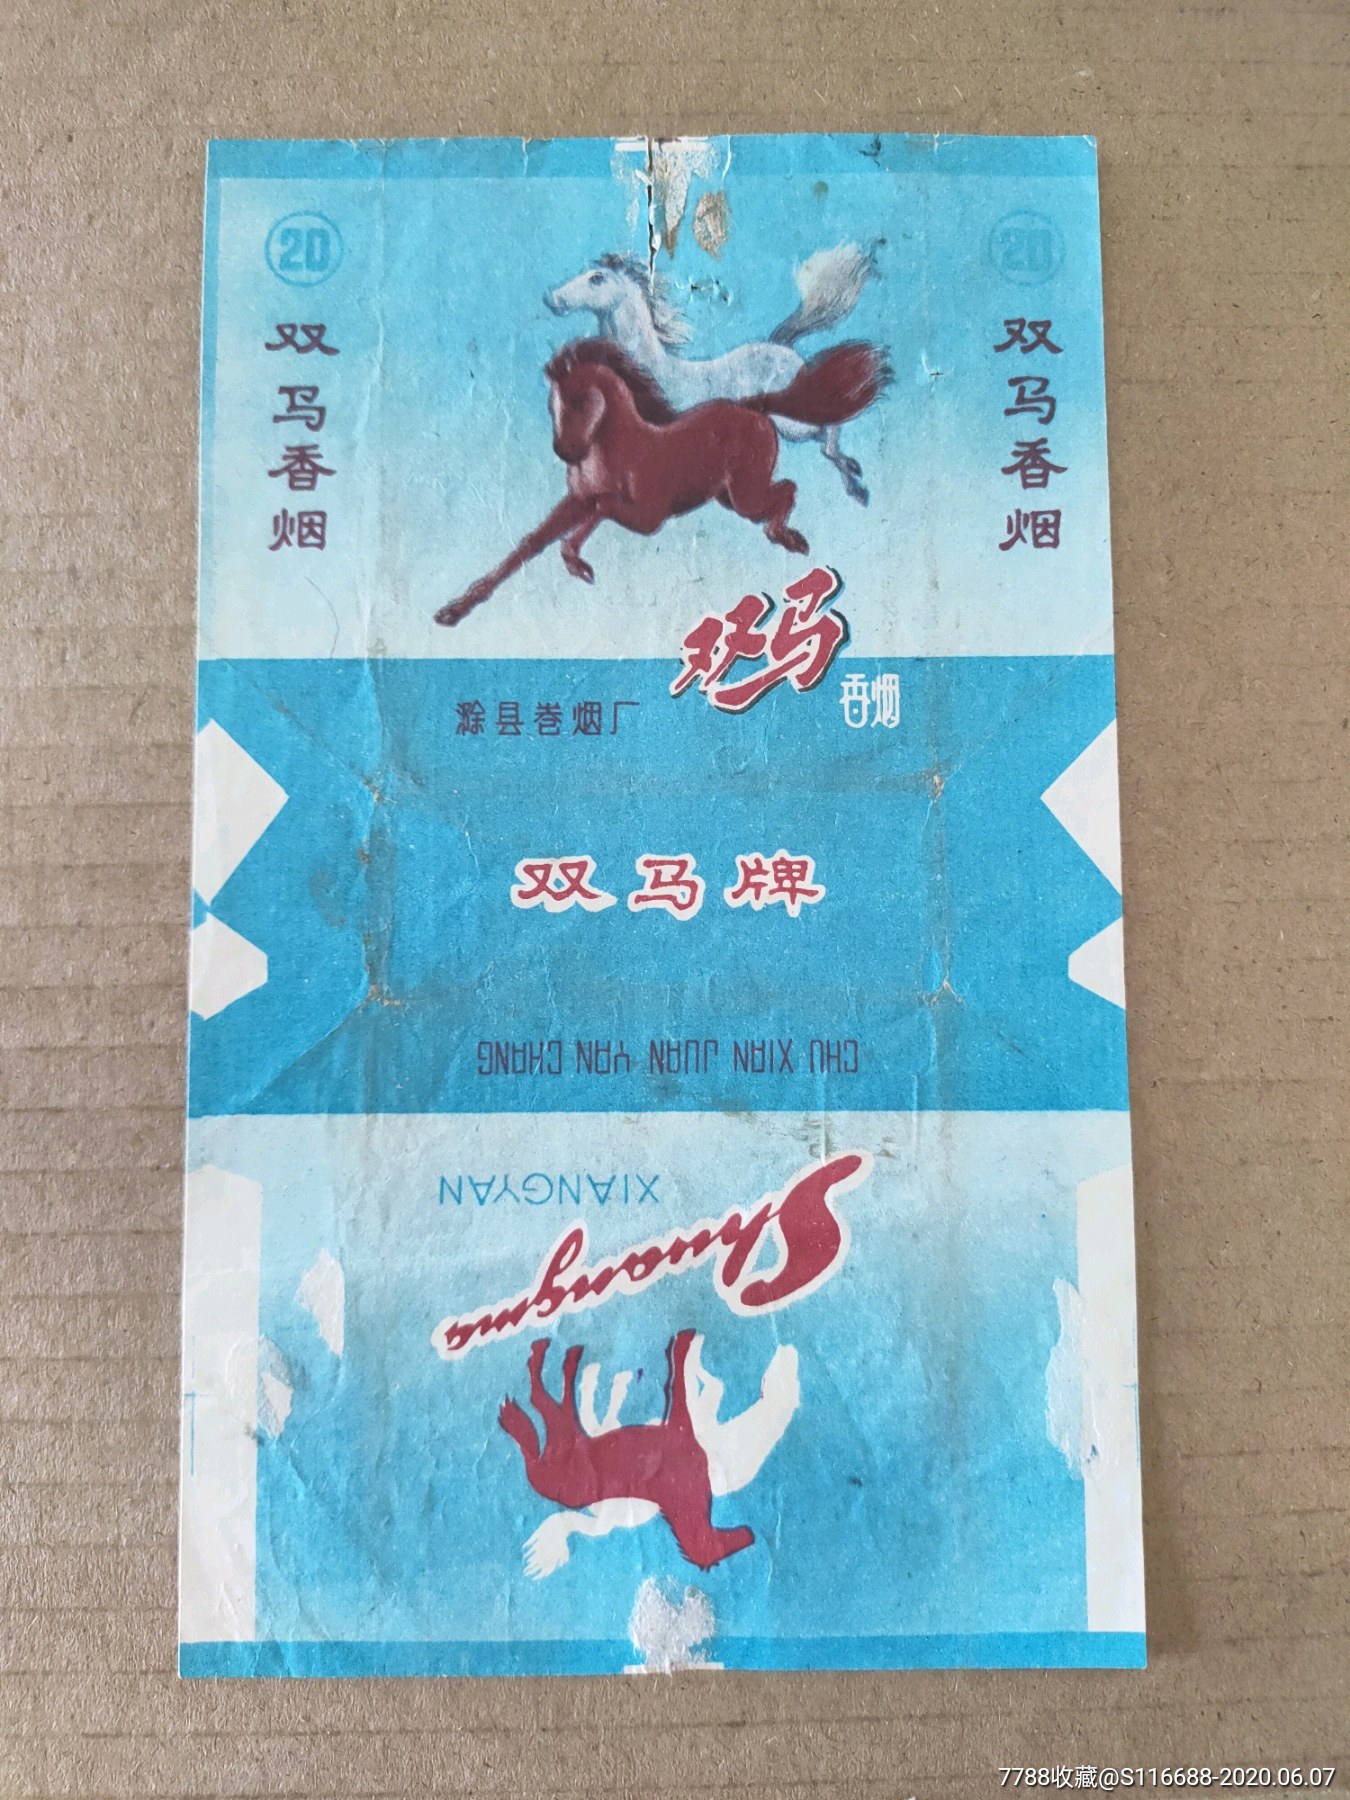 20
双马香烟
20
双马香烟
双马
香烟
滁县卷烟厂
双马牌
CHU XIAN JUAN YAN CHANG
Shuangma
XIANGYAN
7788收藏@S116688-2020.06.07